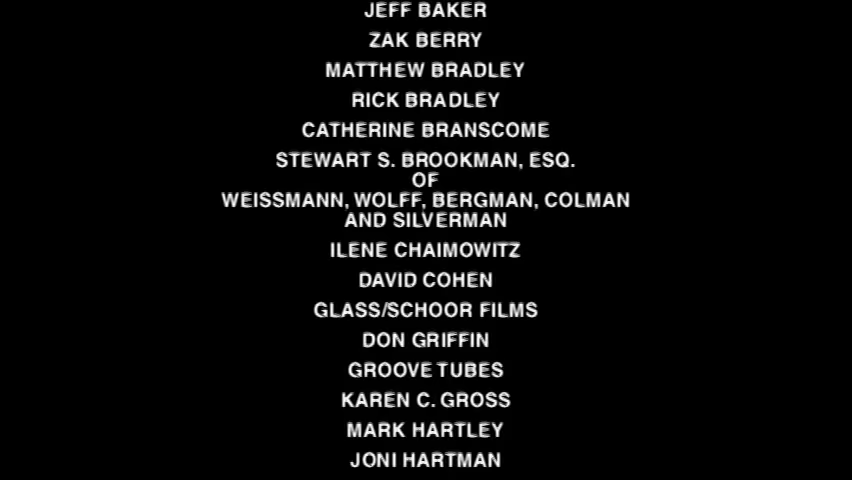 JEFF BAKER
ZAK BERRY
MATTHEW BRADLEY
RICK BRADLEY
CATHERINE BRANSCOME
STEWART S. BROOKMAN, ESQ.
OF
WEISSMANN, WOLFF, BERGMAN, COLMAN
AND SILVERMAN
ILENE CHAIMOWITZ
DAVID COHEN
GLASS/SCHOOR FILMS
DON GRIFFIN
GROOVE TUBES
KAREN C. GROSS
MARK HARTLEY
JONI HARTMAN